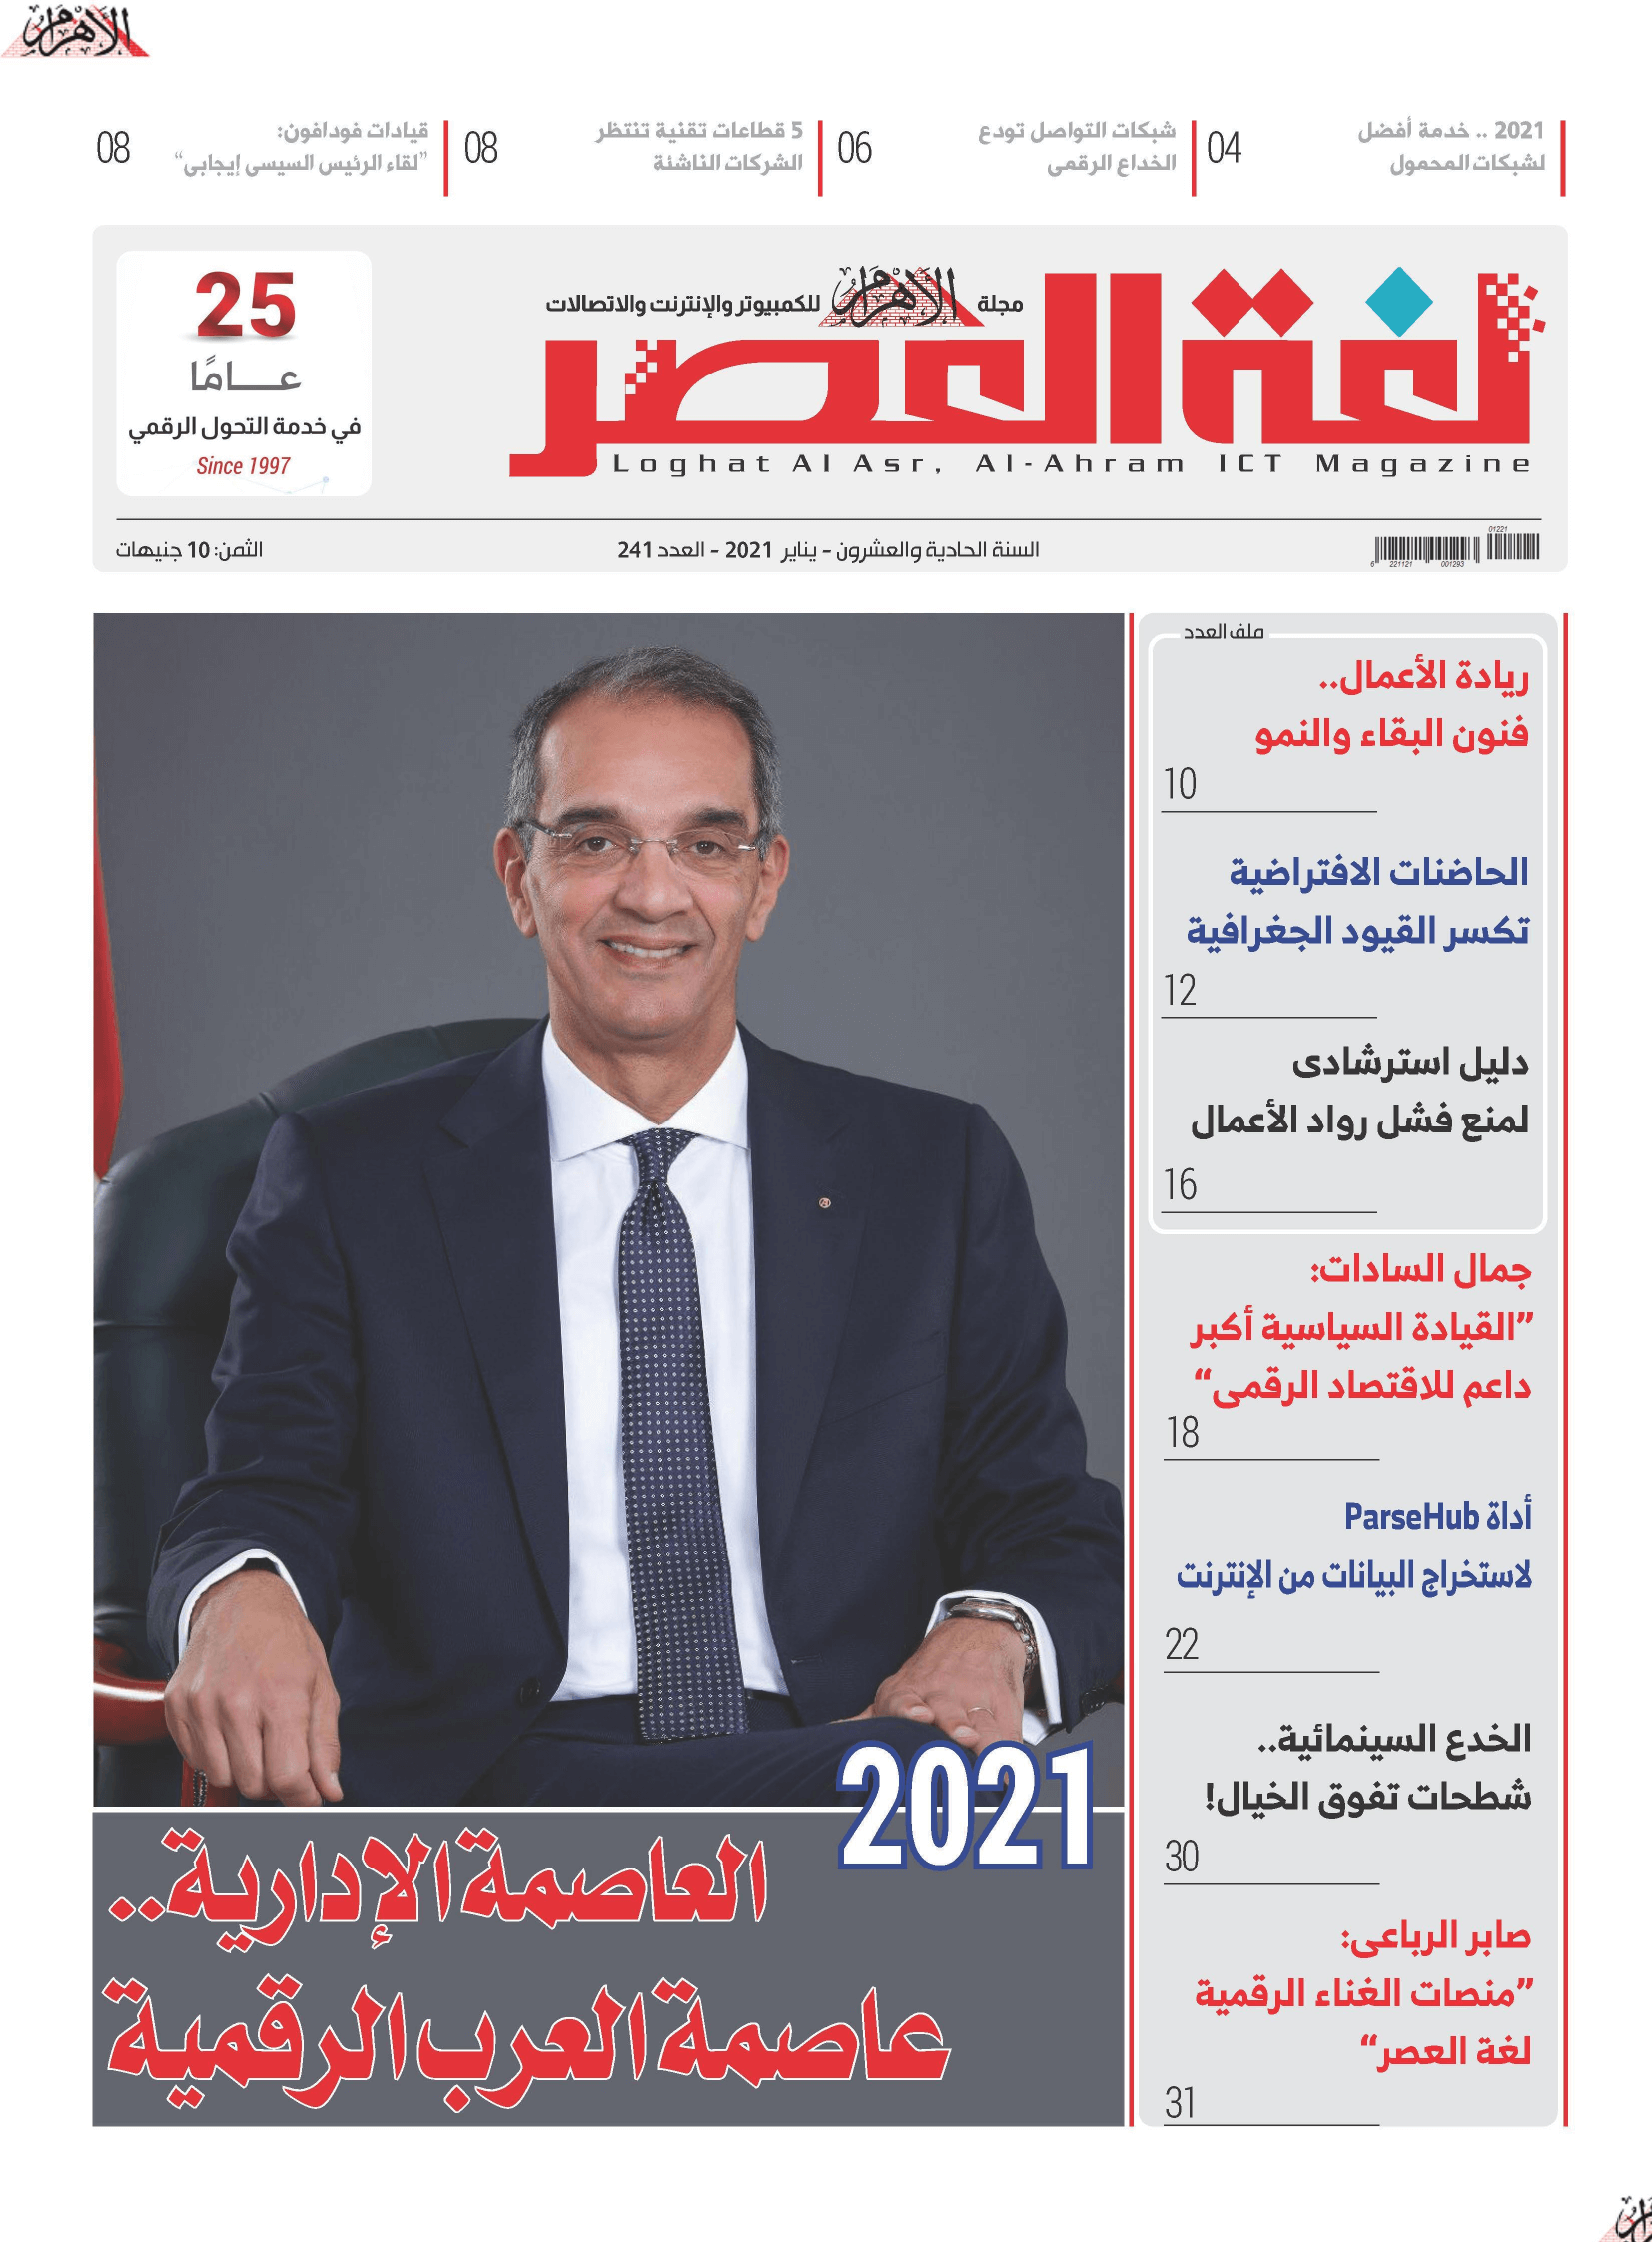 الأهرام
2021 .. خدمة أفضل
لشبكات المحمول
04
شبكات التواصل تودع
الخداع الرقمى
06
5 قطاعات تقنية تنتظر
الشركات الناشئة
08
قيادات فودافون:
”لقاء الرئيس السيسى إيجابى“
08
مجلة الأهرام للكمبيوتر والإنترنت والاتصالات
لغة العصر
Loghat Al Asr, Al-Ahram ICT Magazine
25
عـــامًا
في خدمة التحول الرقمي
Since 1997
01221
6 221121 001293
السنة الحادية والعشرون - يناير 2021 - العدد 241
الثمن: 10 جنيهات
ملف العدد
ريادة الأعمال..
فنون البقاء والنمو
10
الحاضنات الافتراضية
تكسر القيود الجغرافية
12
دليل استرشادى
لمنع فشل رواد الأعمال
16
جمال السادات:
”القيادة السياسية أكبر
داعم للاقتصاد الرقمى“
18
أداة ParseHub
لاستخراج البيانات من الإنترنت
22
الخدع السينمائية..
شطحات تفوق الخيال!
30
صابر الرباعى:
”منصات الغناء الرقمية
لغة العصر“
31
2021
العاصمة الإدارية..
عاصمة العرب الرقمية